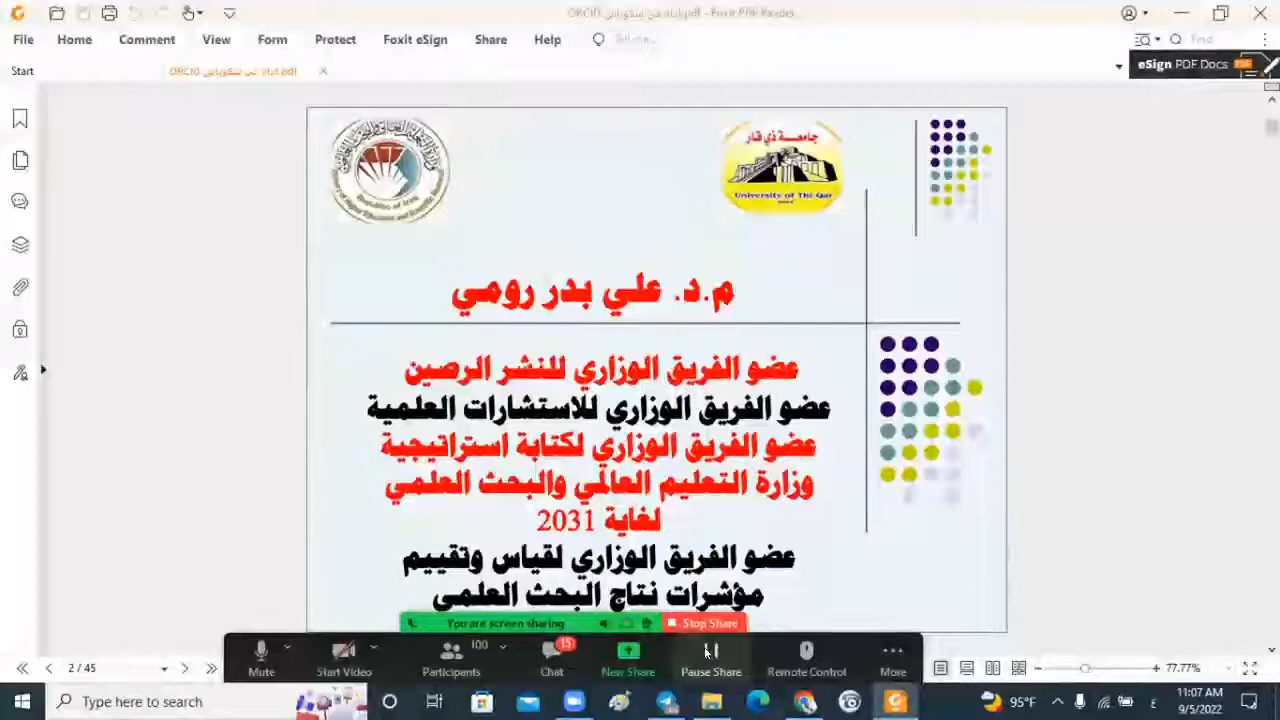 File Home Comment View Form Protect Foxit eSign Share Help
Find
eSign PDF Docs
Start
جامعة ذي قار
University of Thi-Qar
م.د. علي بدر رومي
عضو الفريق الوزاري للنشر الرصين
عضو الفريق الوزاري للاستشارات العلمية
عضو الفريق الوزاري لكتابة استراتيجية
وزارة التعليم العالمي والبحث العلمي
لغاية 2031
عضو الفريق الوزاري لقياس وتقييم
مؤشرات نتاج البحث العلمي
You are screen sharing Stop Share
100 15
Mute Start Video Participants Chat New Share Pause Share Remote Control More
2 / 45
77.77%
Type here to search
95°F
ع
11:07 AM
9/5/2022